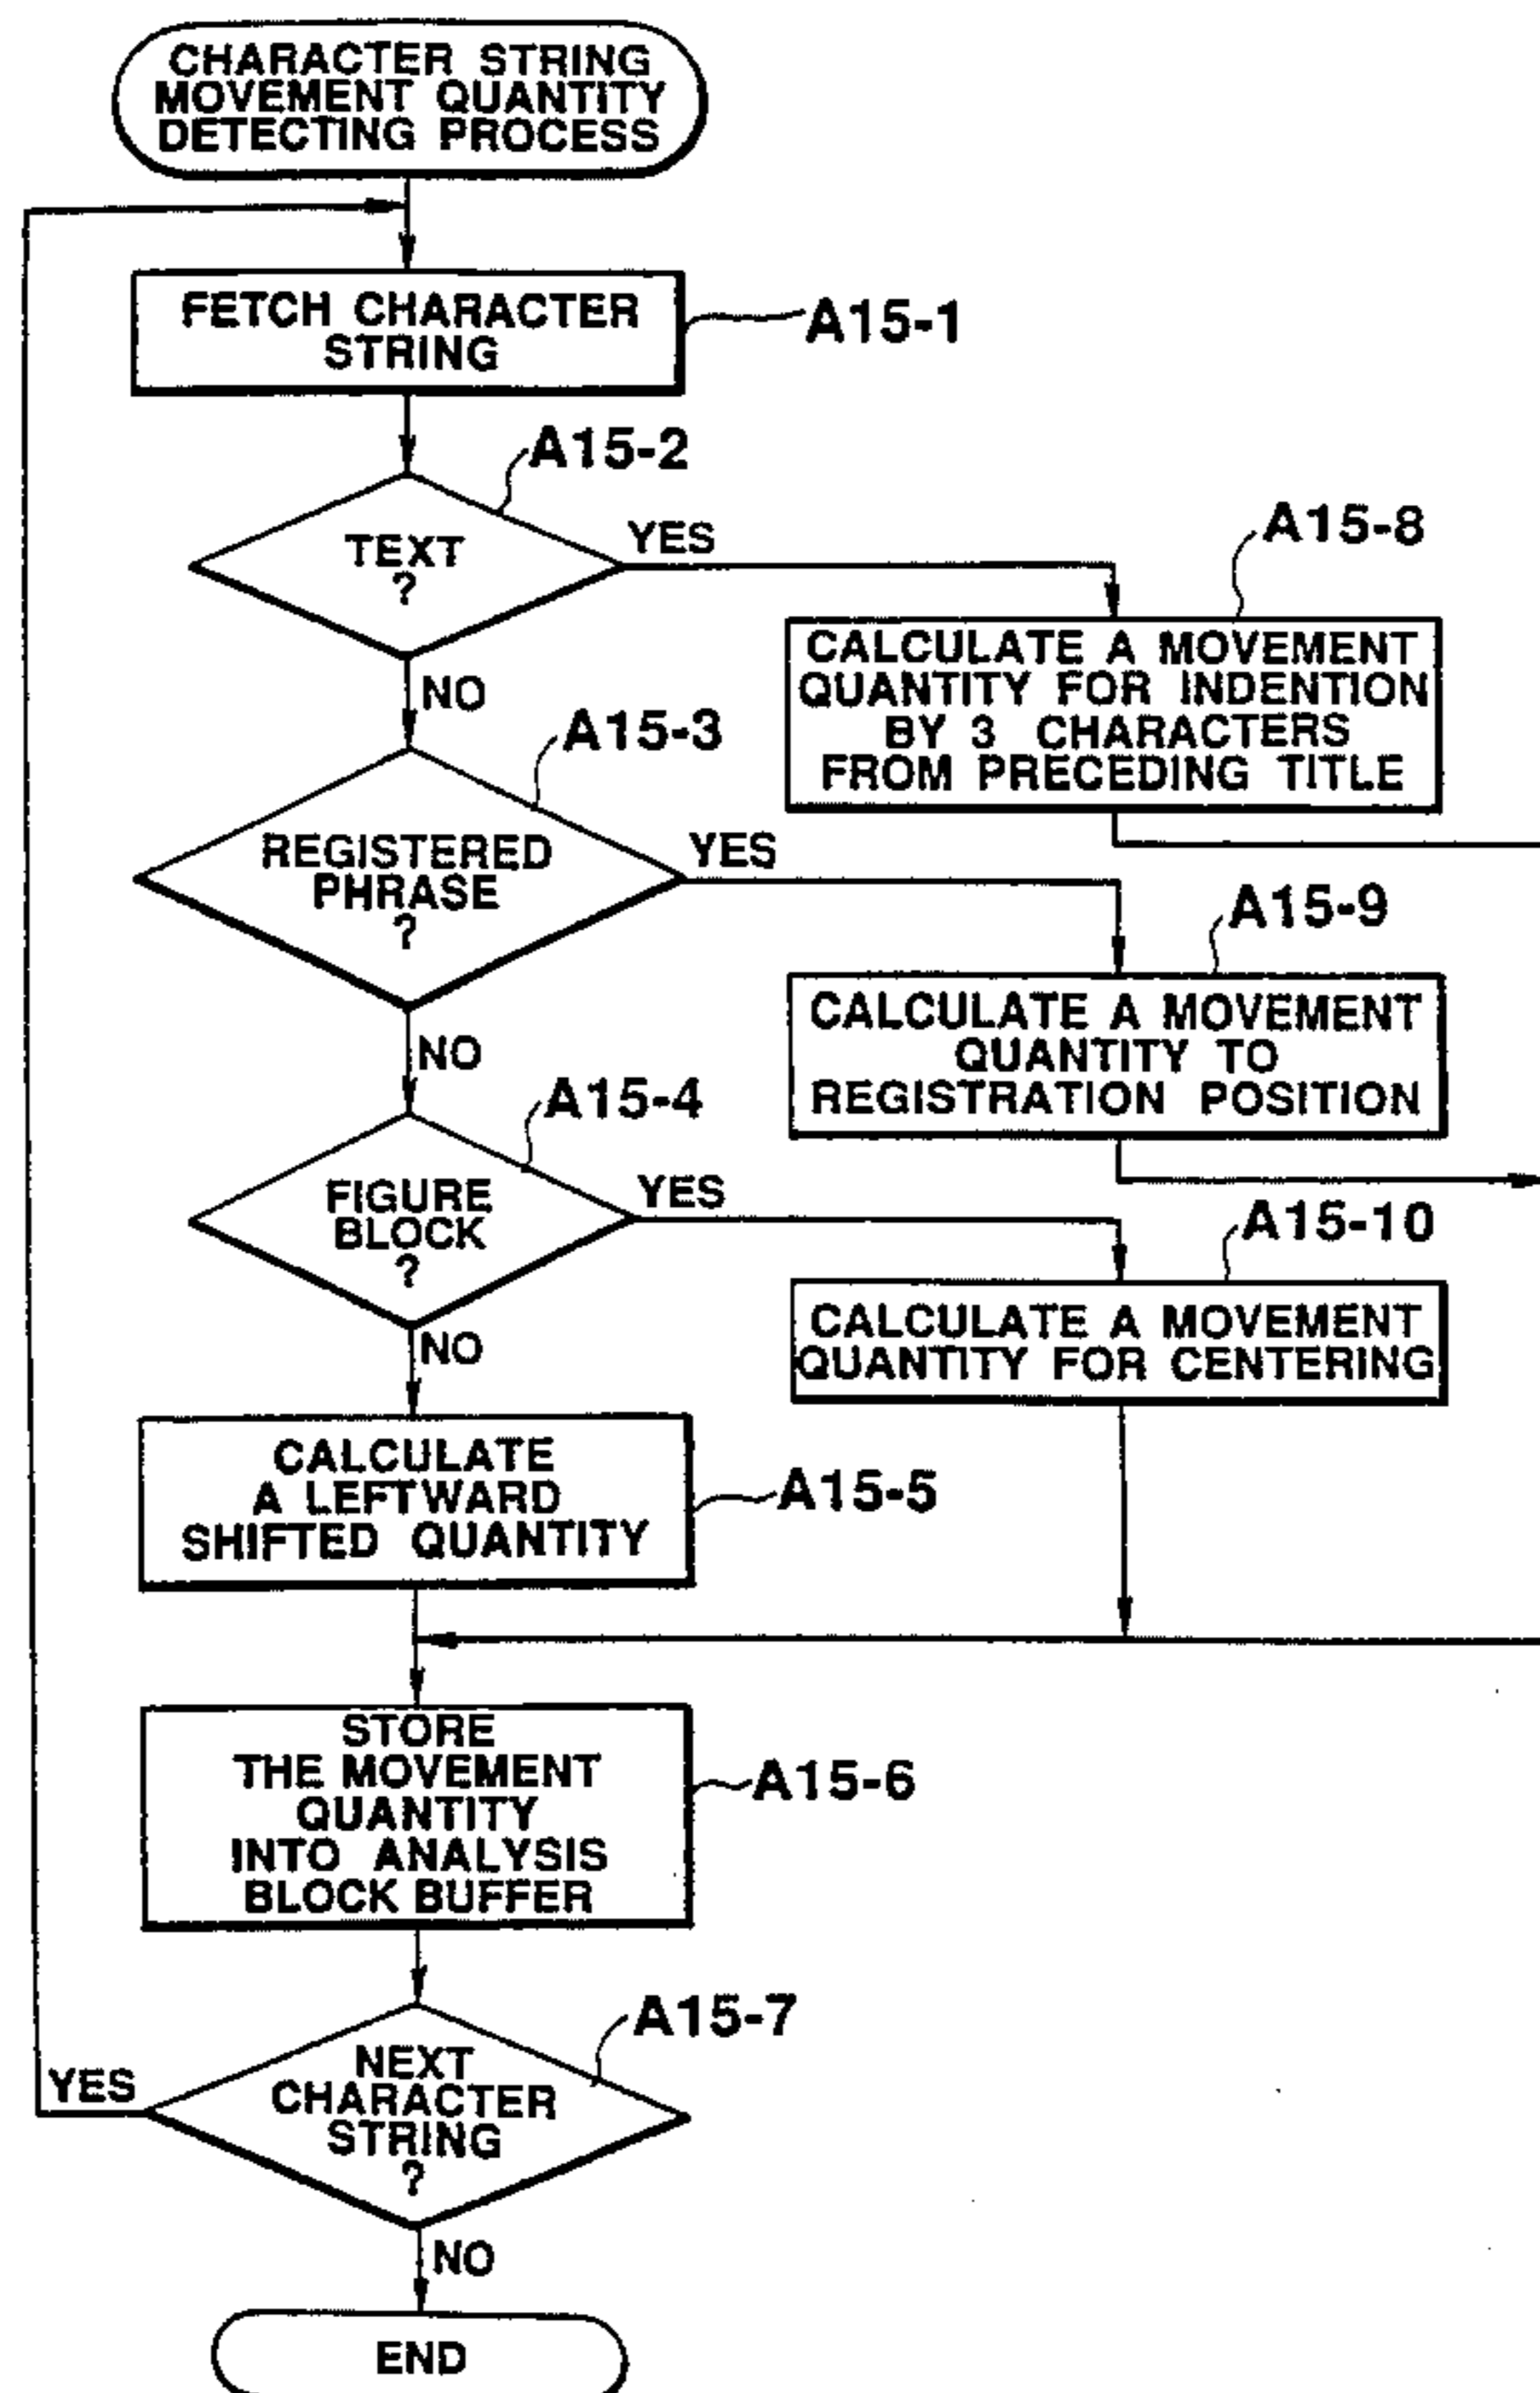 CHARACTER STRING
MOVEMENT QUANTITY
DETECTING PROCESS
FETCH CHARACTER
STRING
A15-1
A15-2
TEXT
?
YES
NO
A15-8
CALCULATE A MOVEMENT
QUANTITY FOR INDENTION
BY 3 CHARACTERS
FROM PRECEDING TITLE
A15-3
REGISTERED
PHRASE
?
YES
NO
A15-9
CALCULATE A MOVEMENT
QUANTITY TO
REGISTRATION POSITION
A15-4
FIGURE
BLOCK
?
YES
NO
A15-10
CALCULATE A MOVEMENT
QUANTITY FOR CENTERING
CALCULATE
A LEFTWARD
SHIFTED QUANTITY
A15-5
STORE
THE MOVEMENT
QUANTITY
INTO ANALYSIS
BLOCK BUFFER
A15-6
A15-7
NEXT
CHARACTER
STRING
?
YES
NO
END